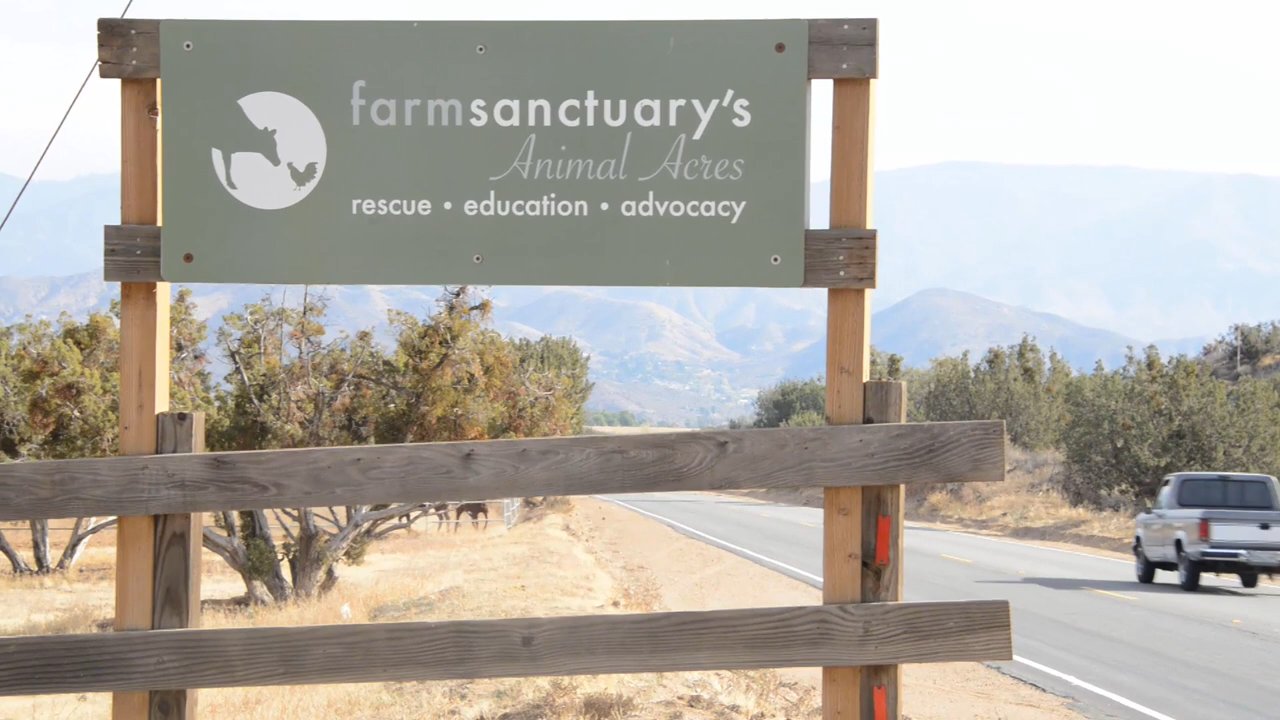 farmsanctuary's
Animal Acres
rescue • education • advocacy